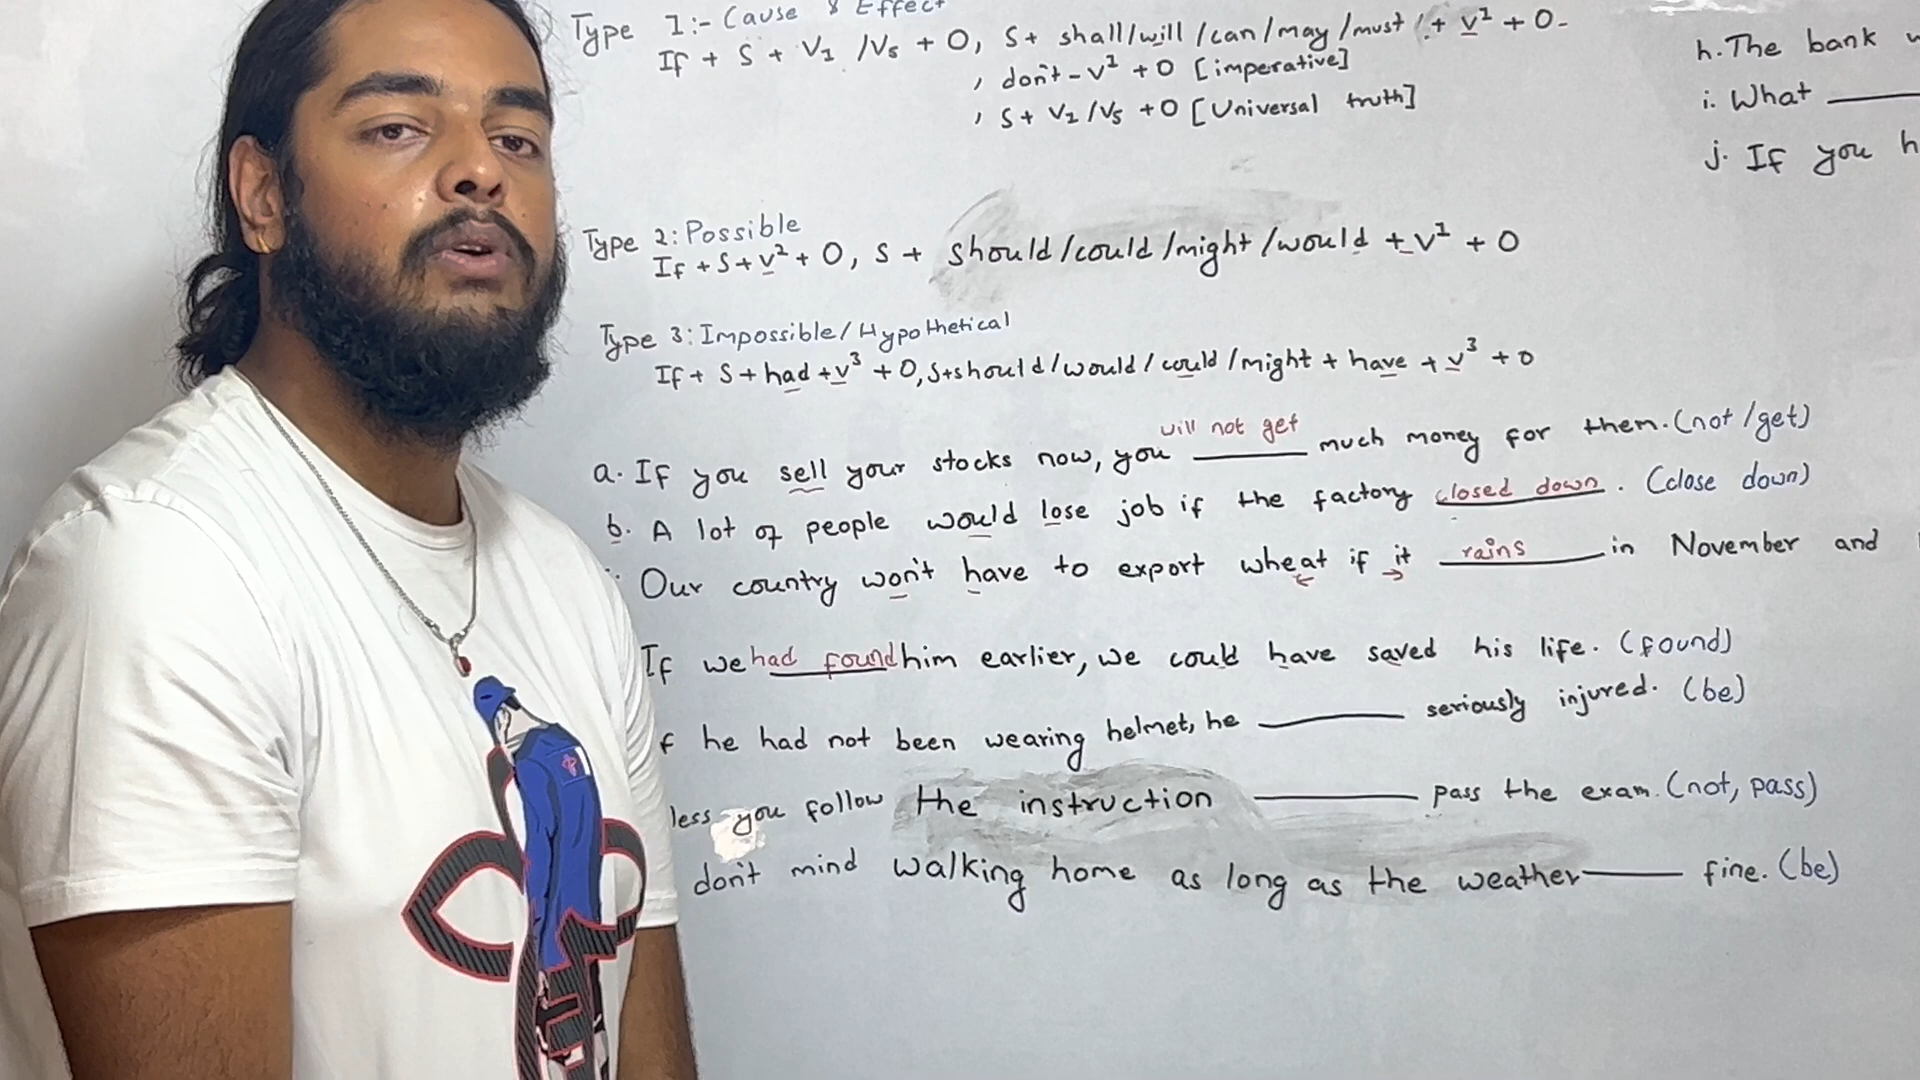 Type 1:- Cause & Effect
If + S + V1 /V5 + O, S+ shall/will /can/may/must /+ v1 + O-
, don't - v1 + O [imperative]
, S+ V1 /V5 + O [Universal truth]
Type 2: Possible
If + S + v2 + O, S + should/could/might/would + v1 + O
Type 3: Impossible/Hypothetical
If + S + had + v3 + O, S+should/would/could/might + have + v3 + O
a. If you sell your stocks now, you will not get much money for them. (not/get)
b. A lot of people would lose job if the factory closed down. (close down)
Our country won't have to export wheat if it rains in November and
If we had found him earlier, we could have saved his life. (found)
f he had not been wearing helmet, he ______ seriously injured. (be)
less you follow the instruction ______ pass the exam. (not, pass)
don't mind walking home as long as the weather ______ fine. (be)
h. The bank
i. What ______
j. If you h